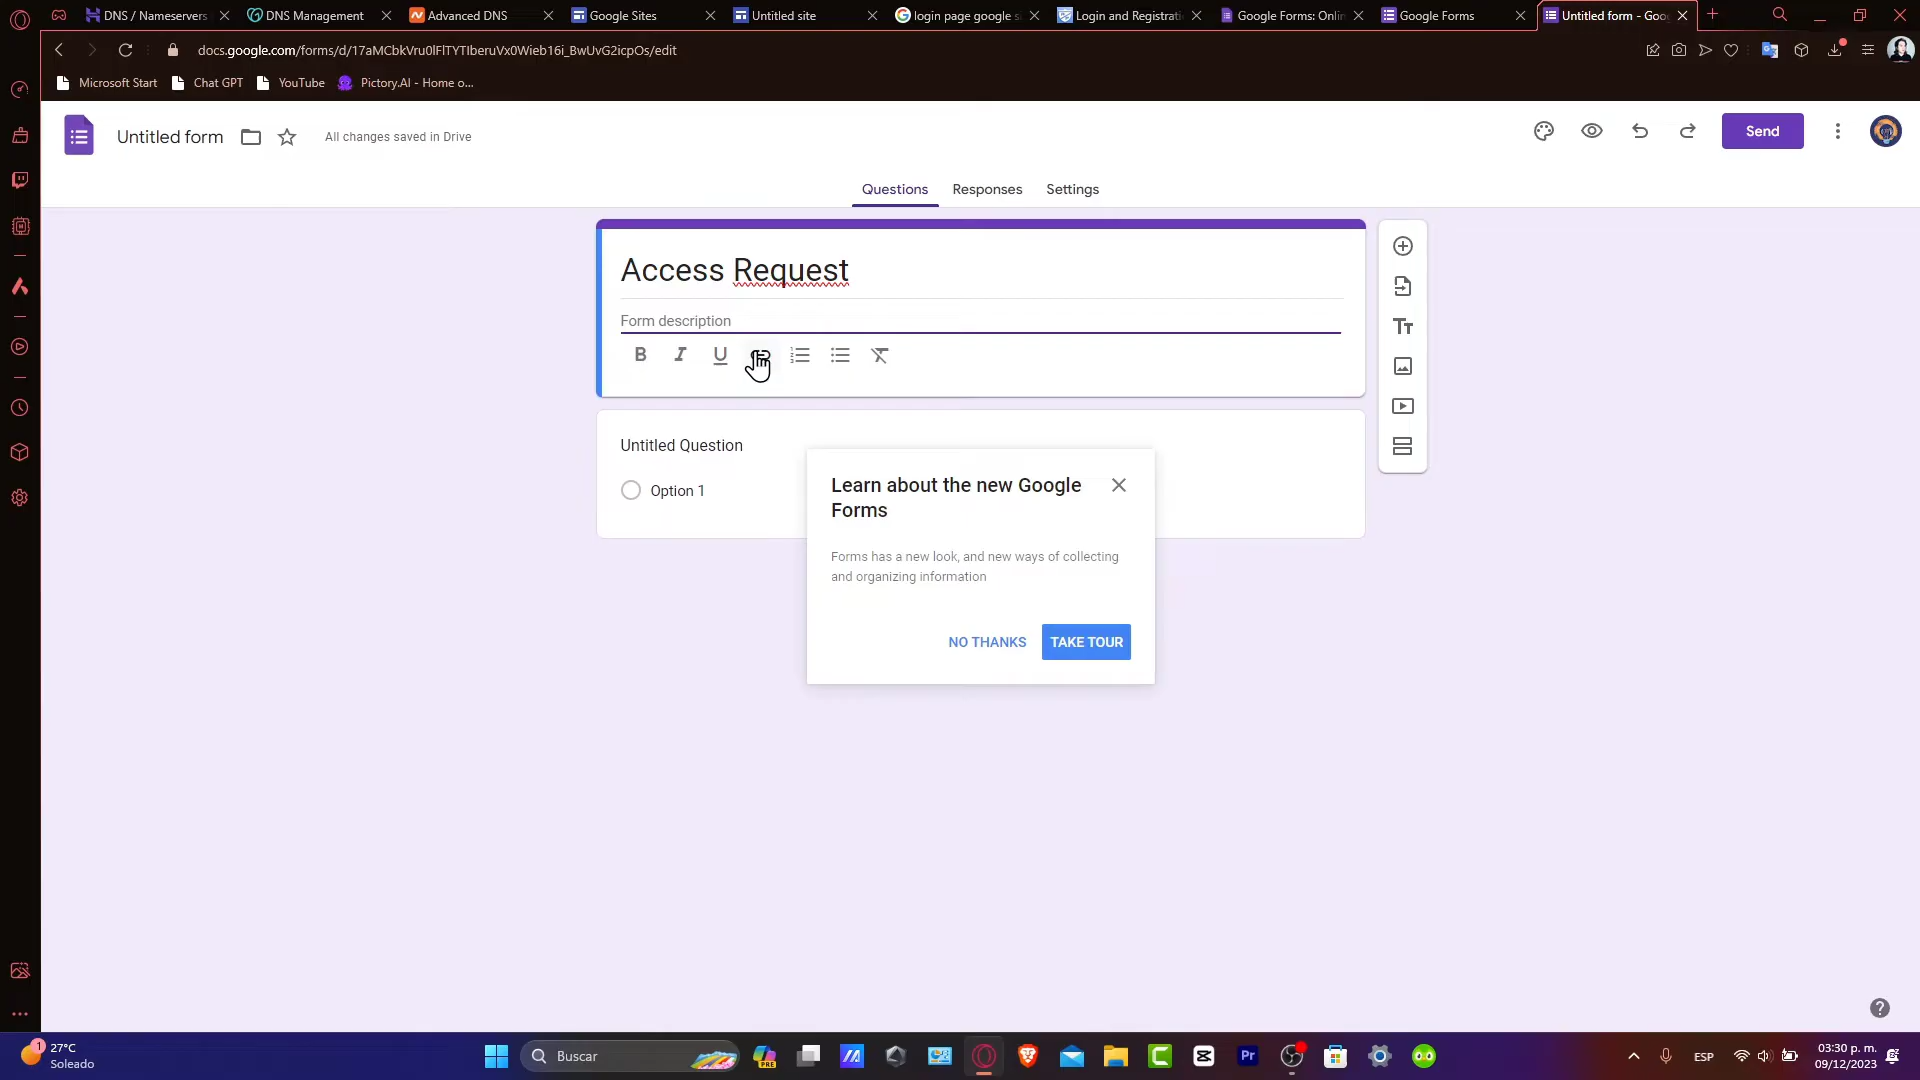 DNS / Nameservers
DNS Management
Advanced DNS
Google Sites
Untitled site
login page google s
Login and Registrati
Google Forms: Onlin
Google Forms
Untitled form - Goo
docs.google.com/forms/d/17aMCbkVru0lFlTYTIberuVx0Wieb16i_BwUvG2icpOs/edit
Microsoft Start
Chat GPT
YouTube
Pictory.AI - Home o...
Untitled form
All changes saved in Drive
Send
Questions
Responses
Settings
Access Request
Form description
B I U
Untitled Question
Option 1
Learn about the new Google
Forms
Forms has a new look, and new ways of collecting
and organizing information
NO THANKS
TAKE TOUR
27°C
Soleado
Buscar
ESP
03:30 p. m.
09/12/2023